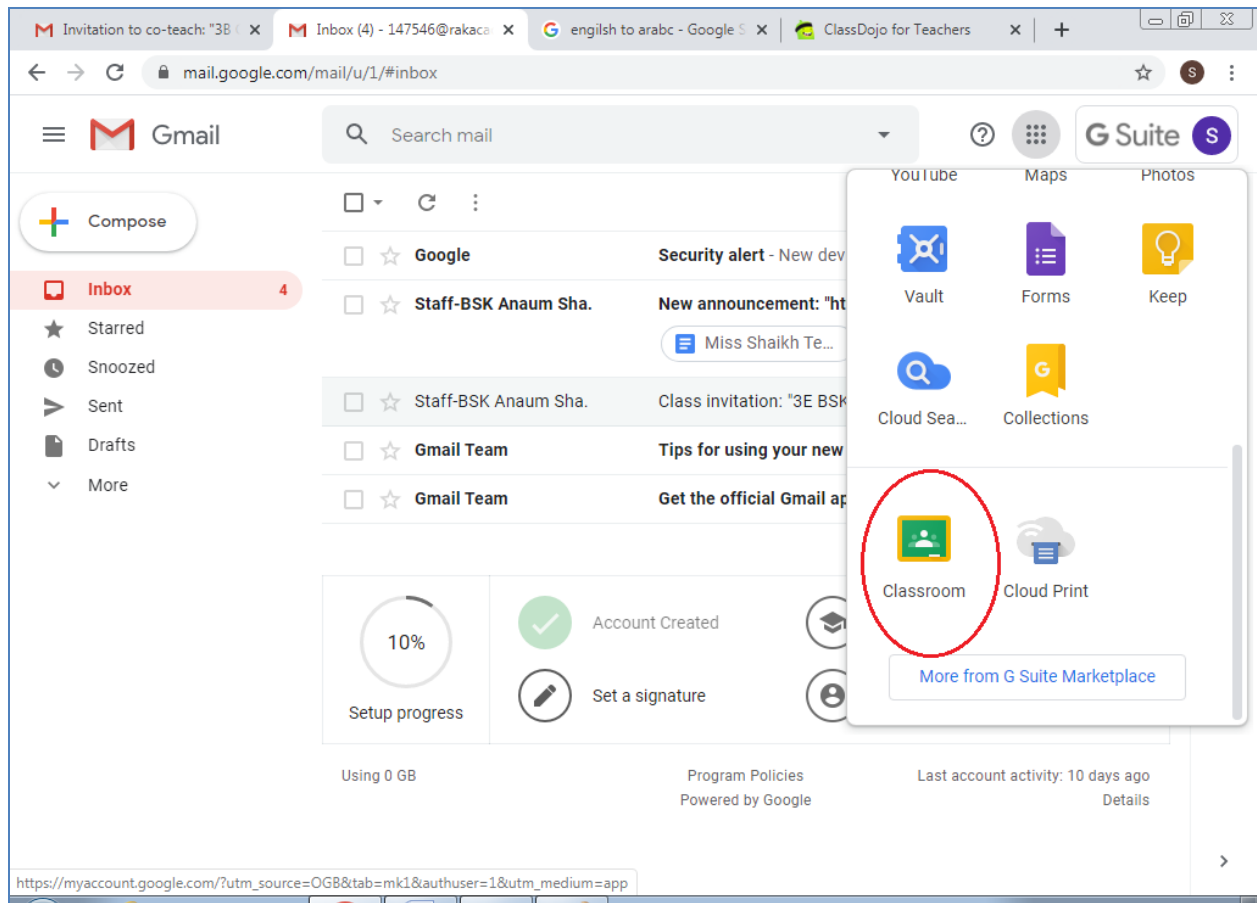 Invitation to co-teach: "3B
Inbox (4) - 147546@rakaca
engilsh to arabc - Google S
ClassDojo for Teachers
mail.google.com/mail/u/1/#inbox
S
Gmail
Search mail
G Suite
S
Compose
Inbox 4
Starred
Snoozed
Sent
Drafts
More
Google Security alert - New dev
Staff-BSK Anaum Sha. New announcement: "ht
Miss Shaikh Te...
Staff-BSK Anaum Sha. Class invitation: "3E BSK
Gmail Team Tips for using your new
Gmail Team Get the official Gmail ap
YouTube Maps Photos
Vault Forms Keep
Cloud Sea... Collections
Classroom Cloud Print
More from G Suite Marketplace
10%
Setup progress
Account Created
Set a signature
Using 0 GB
Program Policies
Powered by Google
Last account activity: 10 days ago
Details
https://myaccount.google.com/?utm_source=OGB&tab=mk1&authuser=1&utm_medium=app